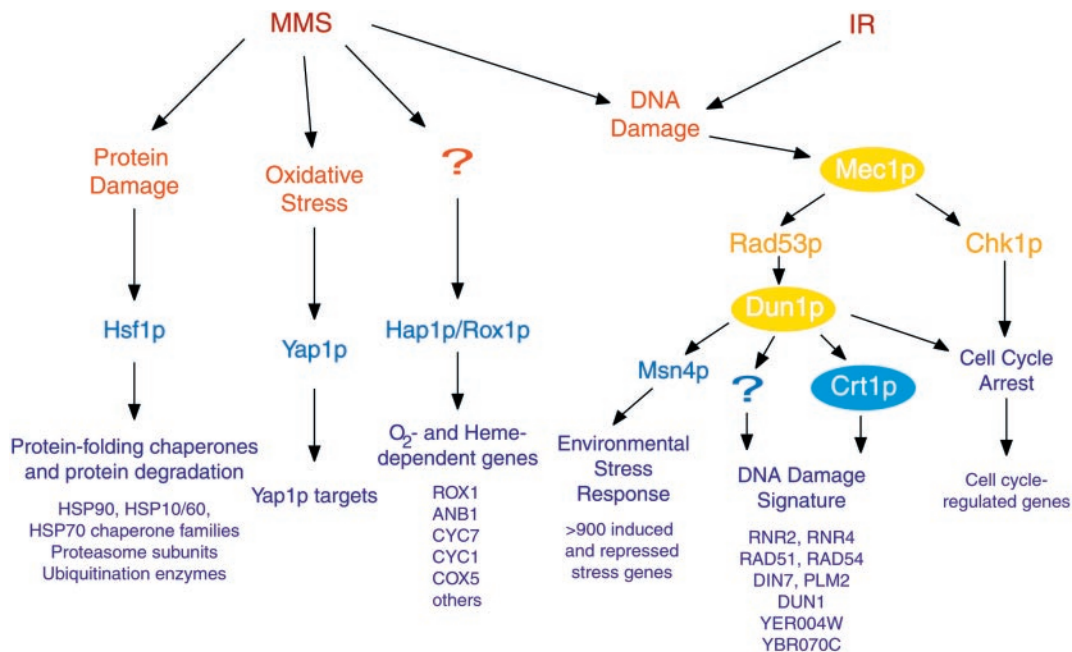 MMS
IR
DNA
Damage
Protein
Damage
Oxidative
Stress
?
Mec1p
Rad53p
Chk1p
Hsf1p
Yap1p
Hap1p/Rox1p
Dun1p
Msn4p
?
Crt1p
Cell Cycle
Arrest
Protein-folding chaperones
and protein degradation
HSP90, HSP10/60,
HSP70 chaperone families
Proteasome subunits
Ubiquitination enzymes
Yap1p targets
O2- and Heme-
dependent genes
ROX1
ANB1
CYC7
CYC1
COX5
others
Environmental
Stress
Response
>900 induced
and repressed
stress genes
DNA Damage
Signature
RNR2, RNR4
RAD51, RAD54
DIN7, PLM2
DUN1
YER004W
YBR070C
Cell cycle-
regulated genes